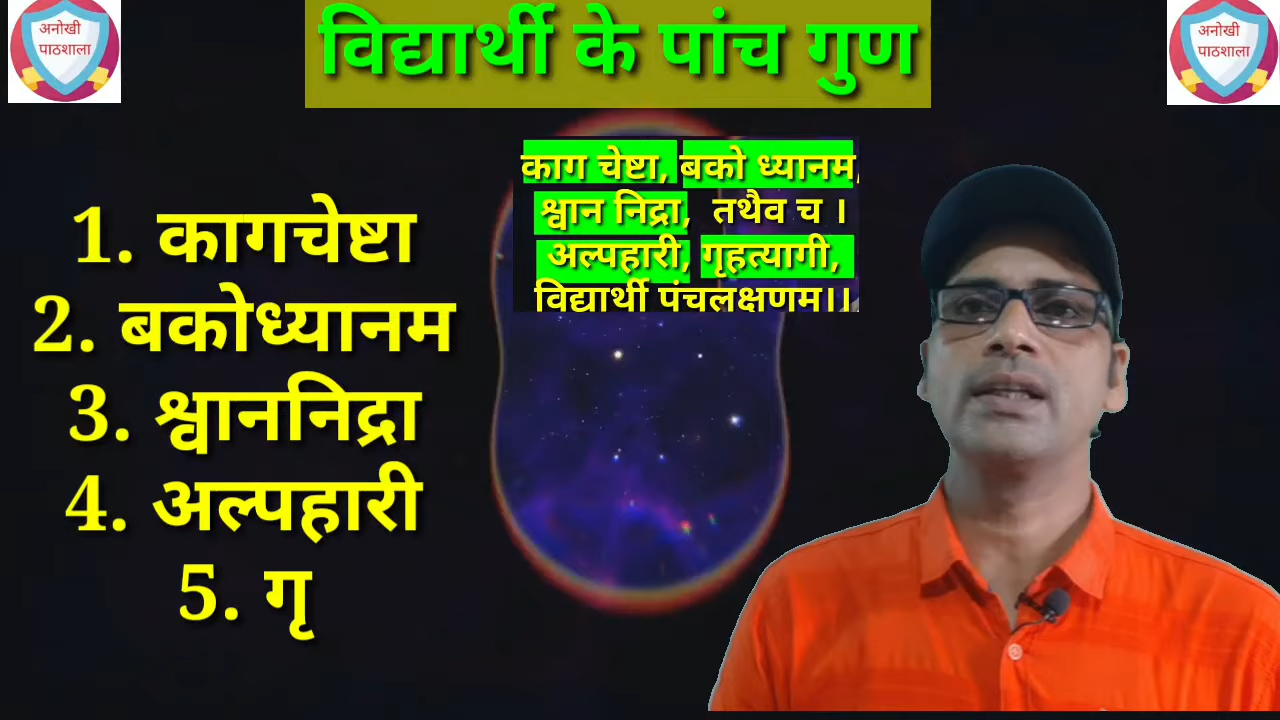 अनोखी
पाठशाला
विद्यार्थी के पांच गुण
अनोखी
पाठशाला
काग चेष्टा, बको ध्यानम,
श्वान निद्रा, तथैव च ।
अल्पहारी, गृहत्यागी,
विद्यार्थी पंचलक्षणम।।
1. कागचेष्टा
2. बकोध्यानम
3. श्वाननिद्रा
4. अल्पहारी
5. गृ